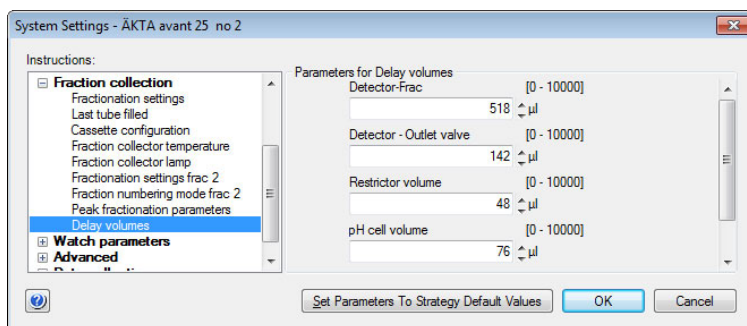 System Settings - ÄKTA avant 25 no 2
Instructions:
Fraction collection
Fractionation settings
Last tube filled
Cassette configuration
Fraction collector temperature
Fraction collector lamp
Fractionation settings frac 2
Fraction numbering mode frac 2
Peak fractionation parameters
Delay volumes
Watch parameters
Advanced
Parameters for Delay volumes
Detector-Frac [0 - 10000]
518 µl
Detector - Outlet valve [0 - 10000]
142 µl
Restrictor volume [0 - 10000]
48 µl
pH cell volume [0 - 10000]
76 µl
Set Parameters To Strategy Default Values
OK
Cancel